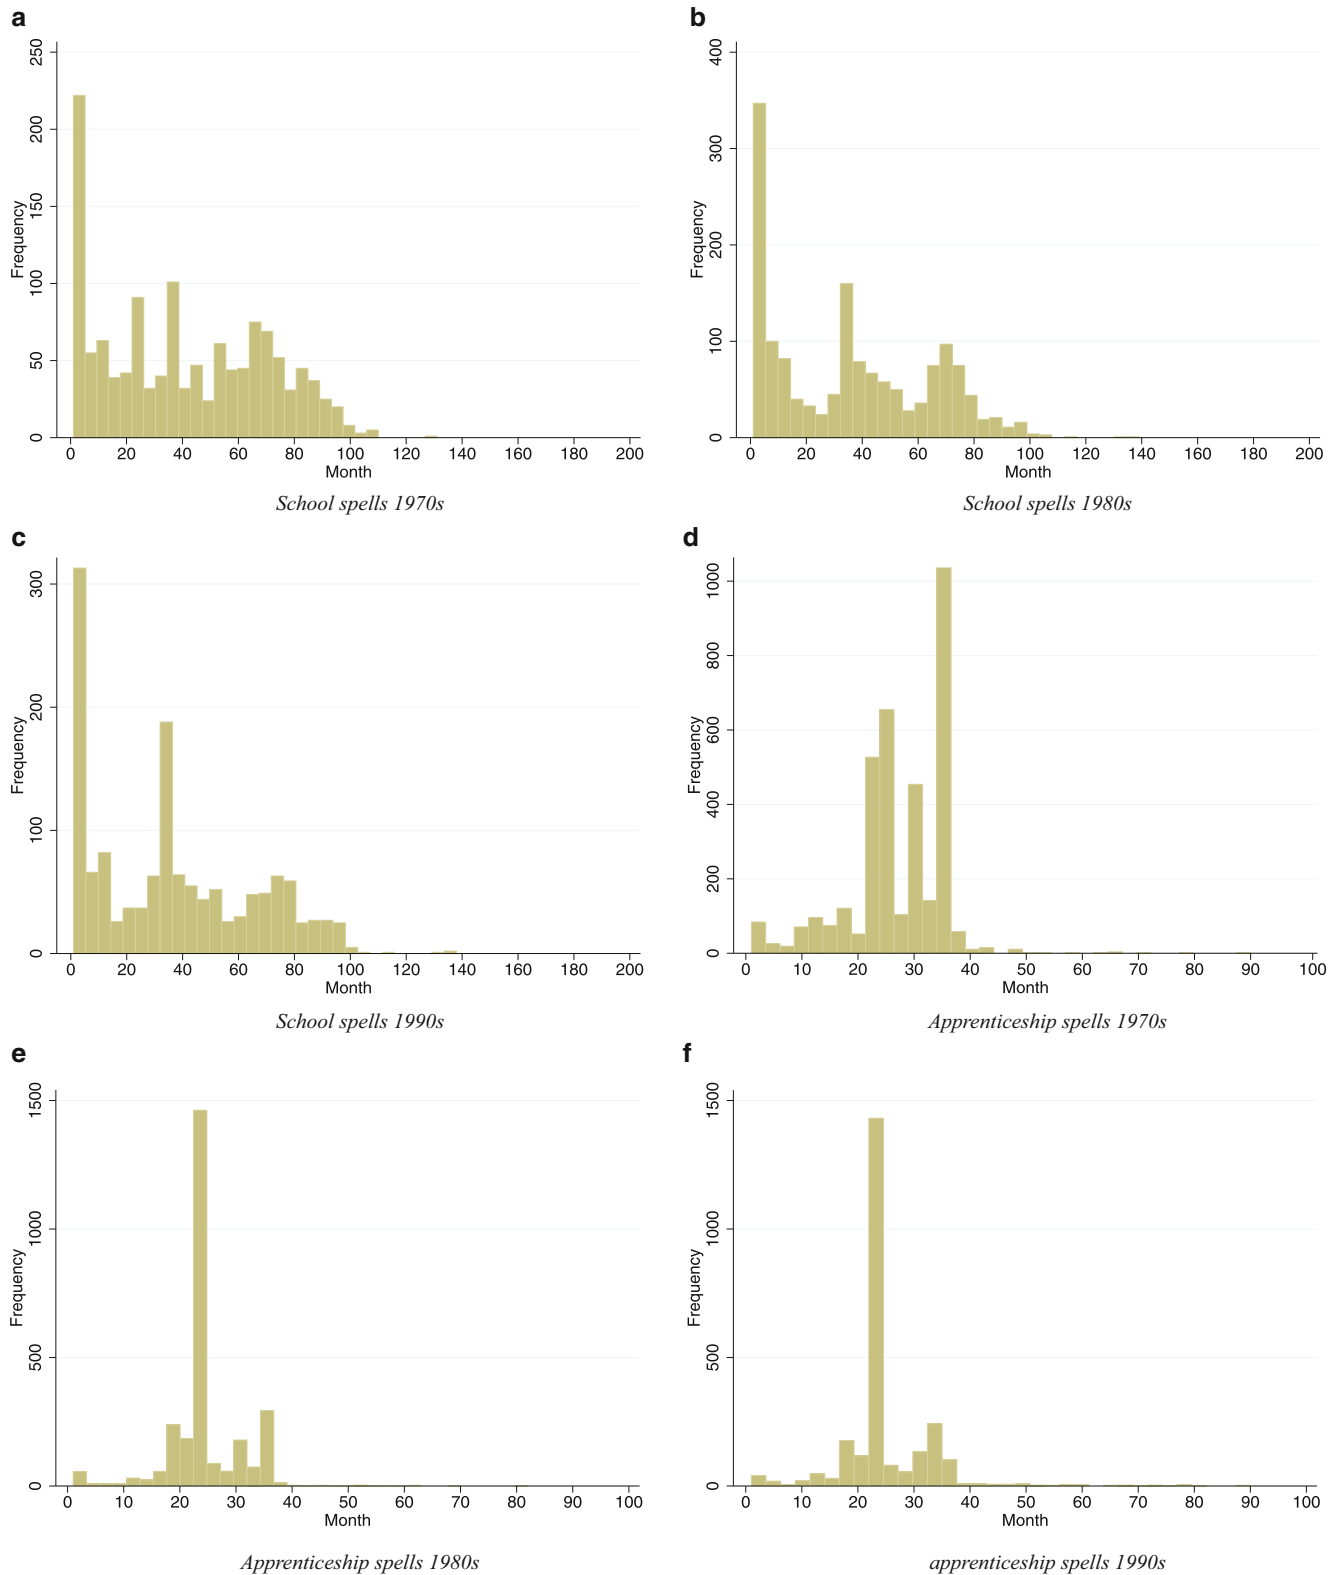 a
250
200
150
100
50
0
Frequency
0 20 40 60 80 100 120 140 160 180 200
Month
School spells 1970s
b
400
300
200
100
0
Frequency
0 20 40 60 80 100 120 140 160 180 200
Month
School spells 1980s
c
300
200
100
0
Frequency
0 20 40 60 80 100 120 140 160 180 200
Month
School spells 1990s
d
1000
800
600
400
200
0
Frequency
0 10 20 30 40 50 60 70 80 90 100
Month
Apprenticeship spells 1970s
e
1500
1000
500
0
Frequency
0 10 20 30 40 50 60 70 80 90 100
Month
Apprenticeship spells 1980s
f
1500
1000
500
0
Frequency
0 10 20 30 40 50 60 70 80 90 100
Month
apprenticeship spells 1990s